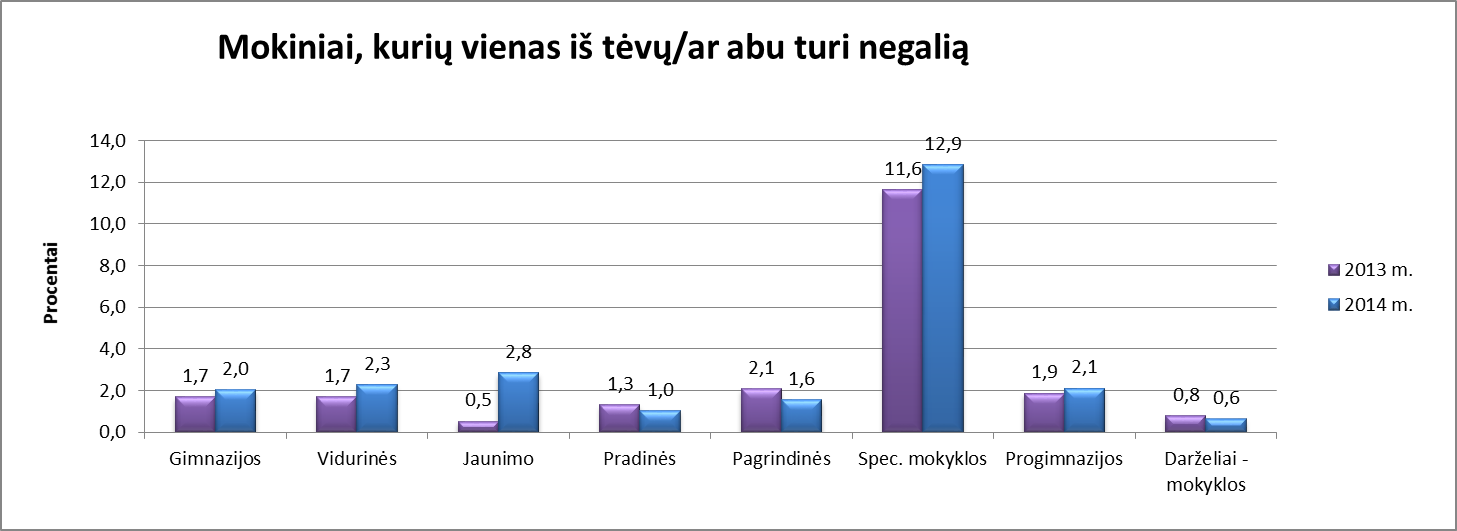 Mokiniai, kurių vienas iš tėvų/ar abu turi negalią
Procentai
14,0
12,0
10,0
8,0
6,0
4,0
2,0
0,0
1,7
2,0
1,7
2,3
0,5
2,8
1,3
1,0
2,1
1,6
11,6
12,9
1,9
2,1
0,8
0,6
Gimnazijos
Vidurinės
Jaunimo
Pradinės
Pagrindinės
Spec. mokyklos
Progimnazijos
Darželiai -
mokyklos
2013 m.
2014 m.